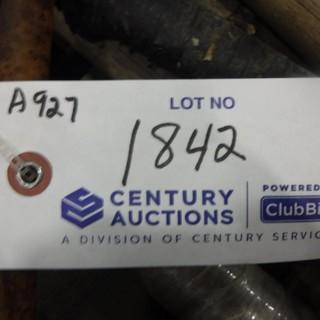 A927
LOT NO
1842
CENTURY
AUCTIONS
POWERED
ClubBi
A DIVISION OF CENTURY SERVIC